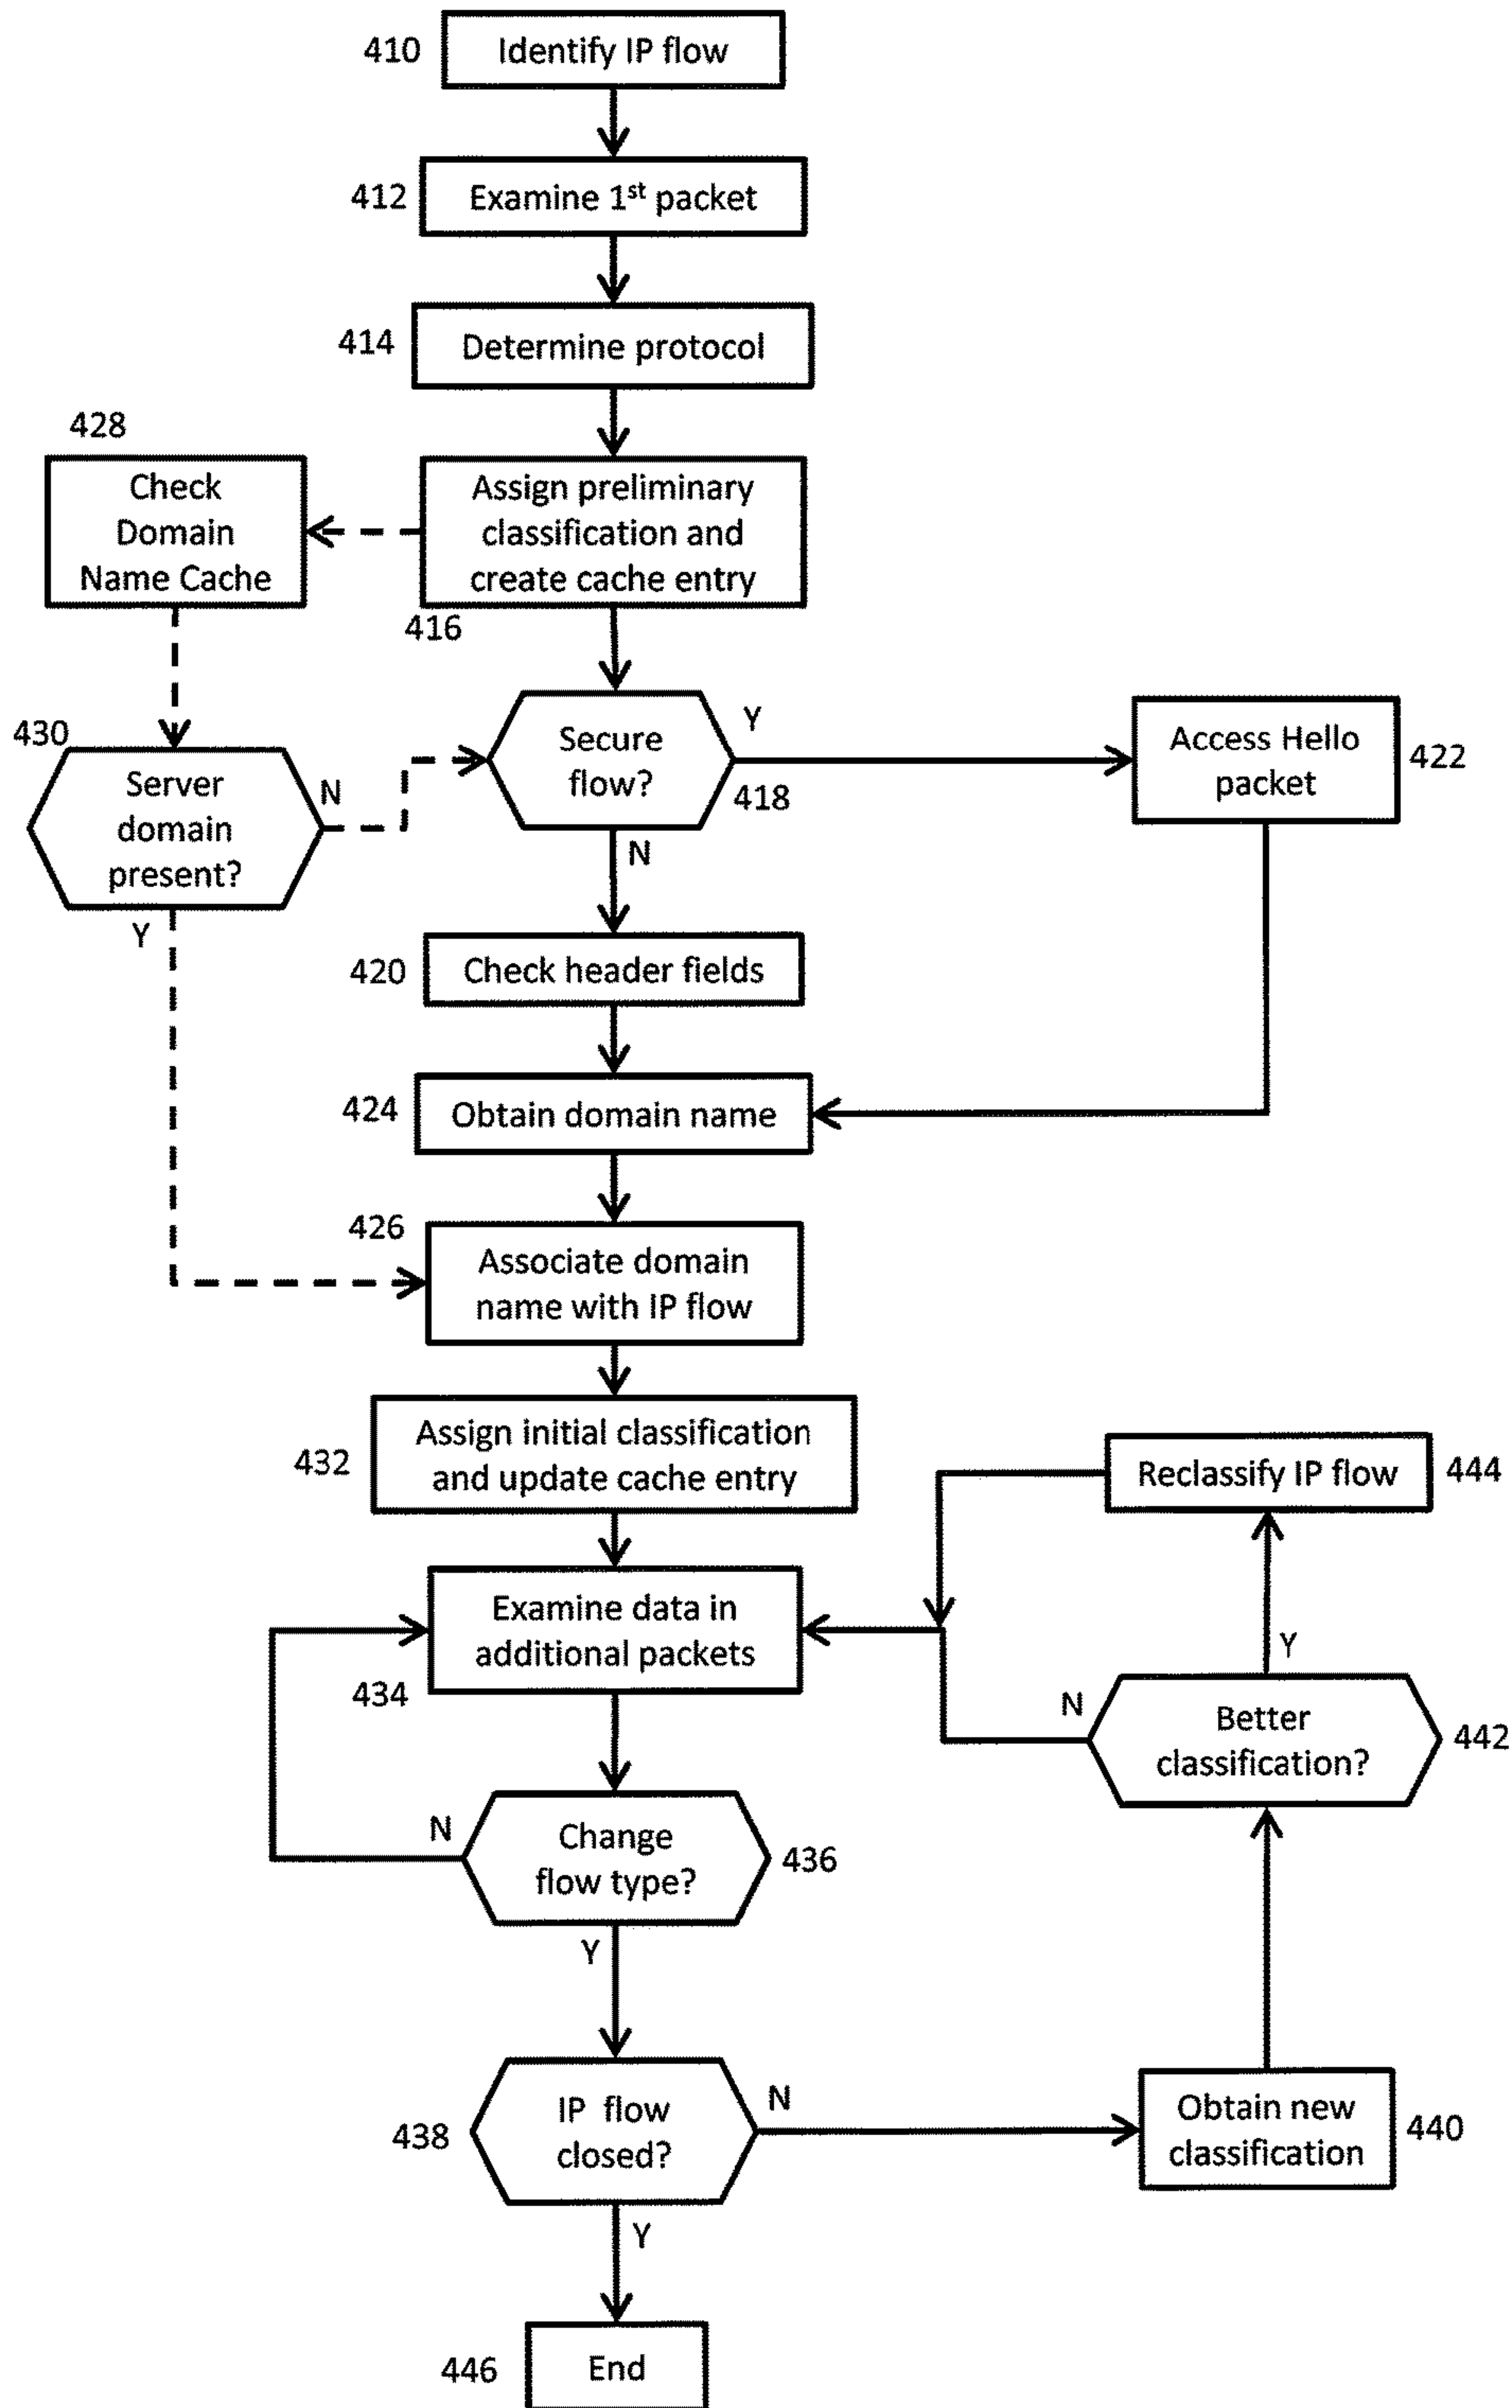 410
Identify IP flow
412
Examine 1st packet
414
Determine protocol
428
Check
Domain
Name Cache
Assign preliminary
classification and
create cache entry
416
430
Server
domain
present?
N
Y
Secure
flow?
Y
418
N
Access Hello
packet
422
420
Check header fields
424
Obtain domain name
426
Associate domain
name with IP flow
432
Assign initial classification
and update cache entry
Reclassify IP flow
444
Examine data in
additional packets
434
Y
N
Better
classification?
442
N
Change
flow type?
436
Y
438
IP flow
closed?
N
Obtain new
classification
440
Y
446
End